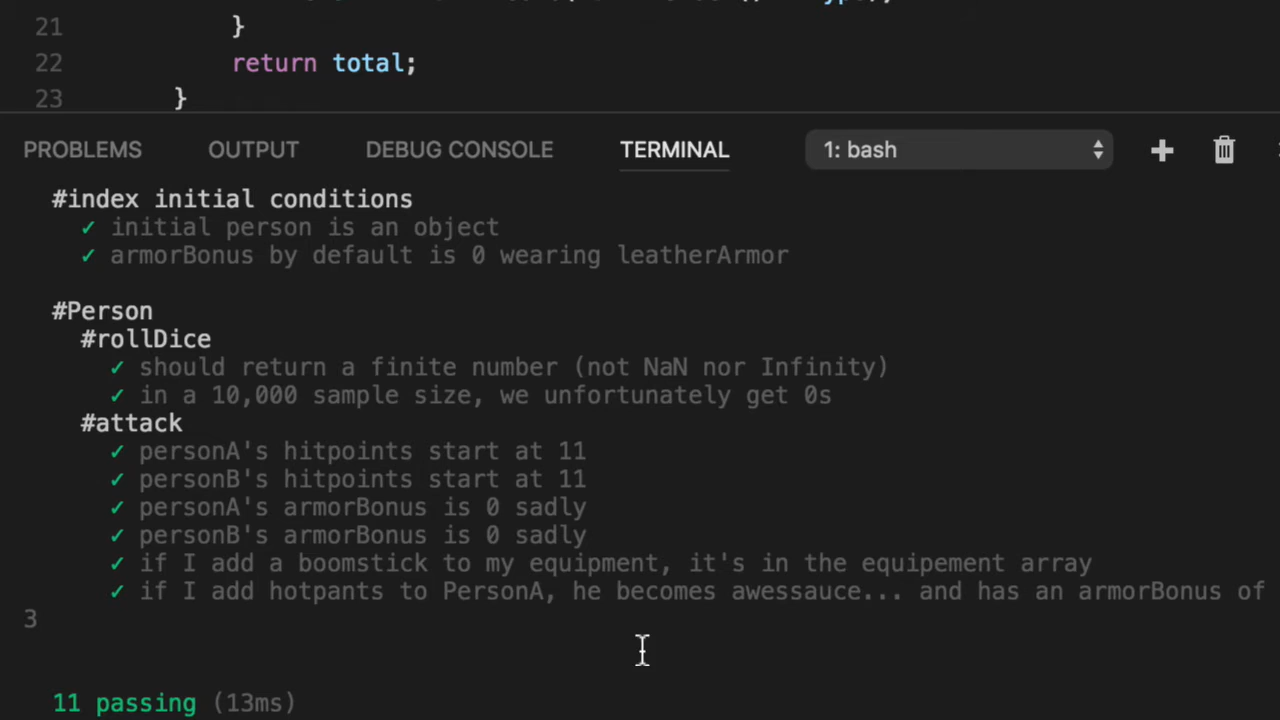 21 }
22 return total;
23 }
PROBLEMS OUTPUT DEBUG CONSOLE TERMINAL 1: bash
#index initial conditions
✓ initial person is an object
✓ armorBonus by default is 0 wearing leatherArmor
#Person
#rollDice
✓ should return a finite number (not NaN nor Infinity)
✓ in a 10,000 sample size, we unfortunately get 0s
#attack
✓ personA's hitpoints start at 11
✓ personB's hitpoints start at 11
✓ personA's armorBonus is 0 sadly
✓ personB's armorBonus is 0 sadly
✓ if I add a boomstick to my equipment, it's in the equipement array
✓ if I add hotpants to PersonA, he becomes awessauce... and has an armorBonus of
3
11 passing (13ms)